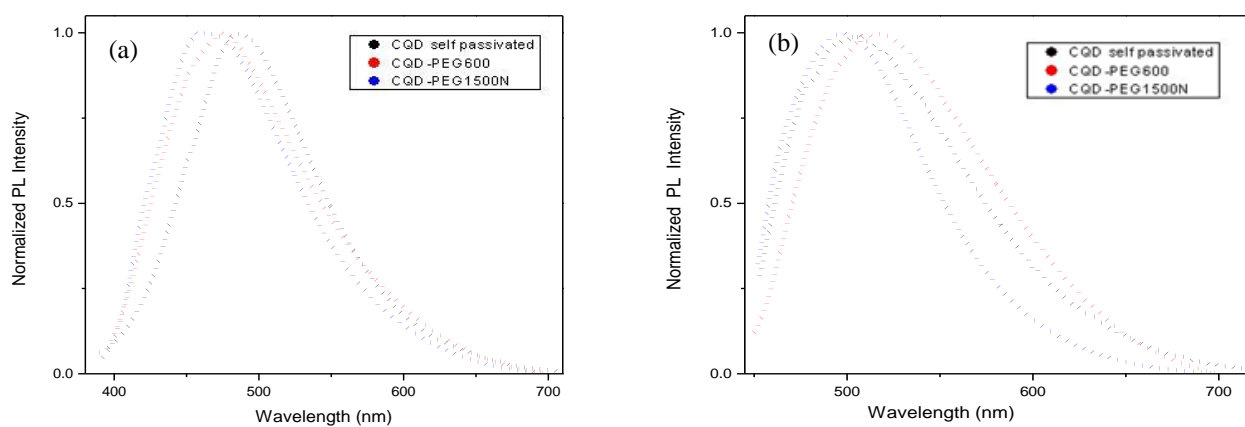 (a)
CQD self passivated
CQD-PEG600
CQD-PEG1500N
1.0
0.5
0.0
Normalized PL Intensity
400 500 600 700
Wavelength (nm)
(b)
CQD self passivated
CQD-PEG600
CQD-PEG1500N
1.0
0.5
0.0
Normalized PL Intensity
500 600 700
Wavelength (nm)